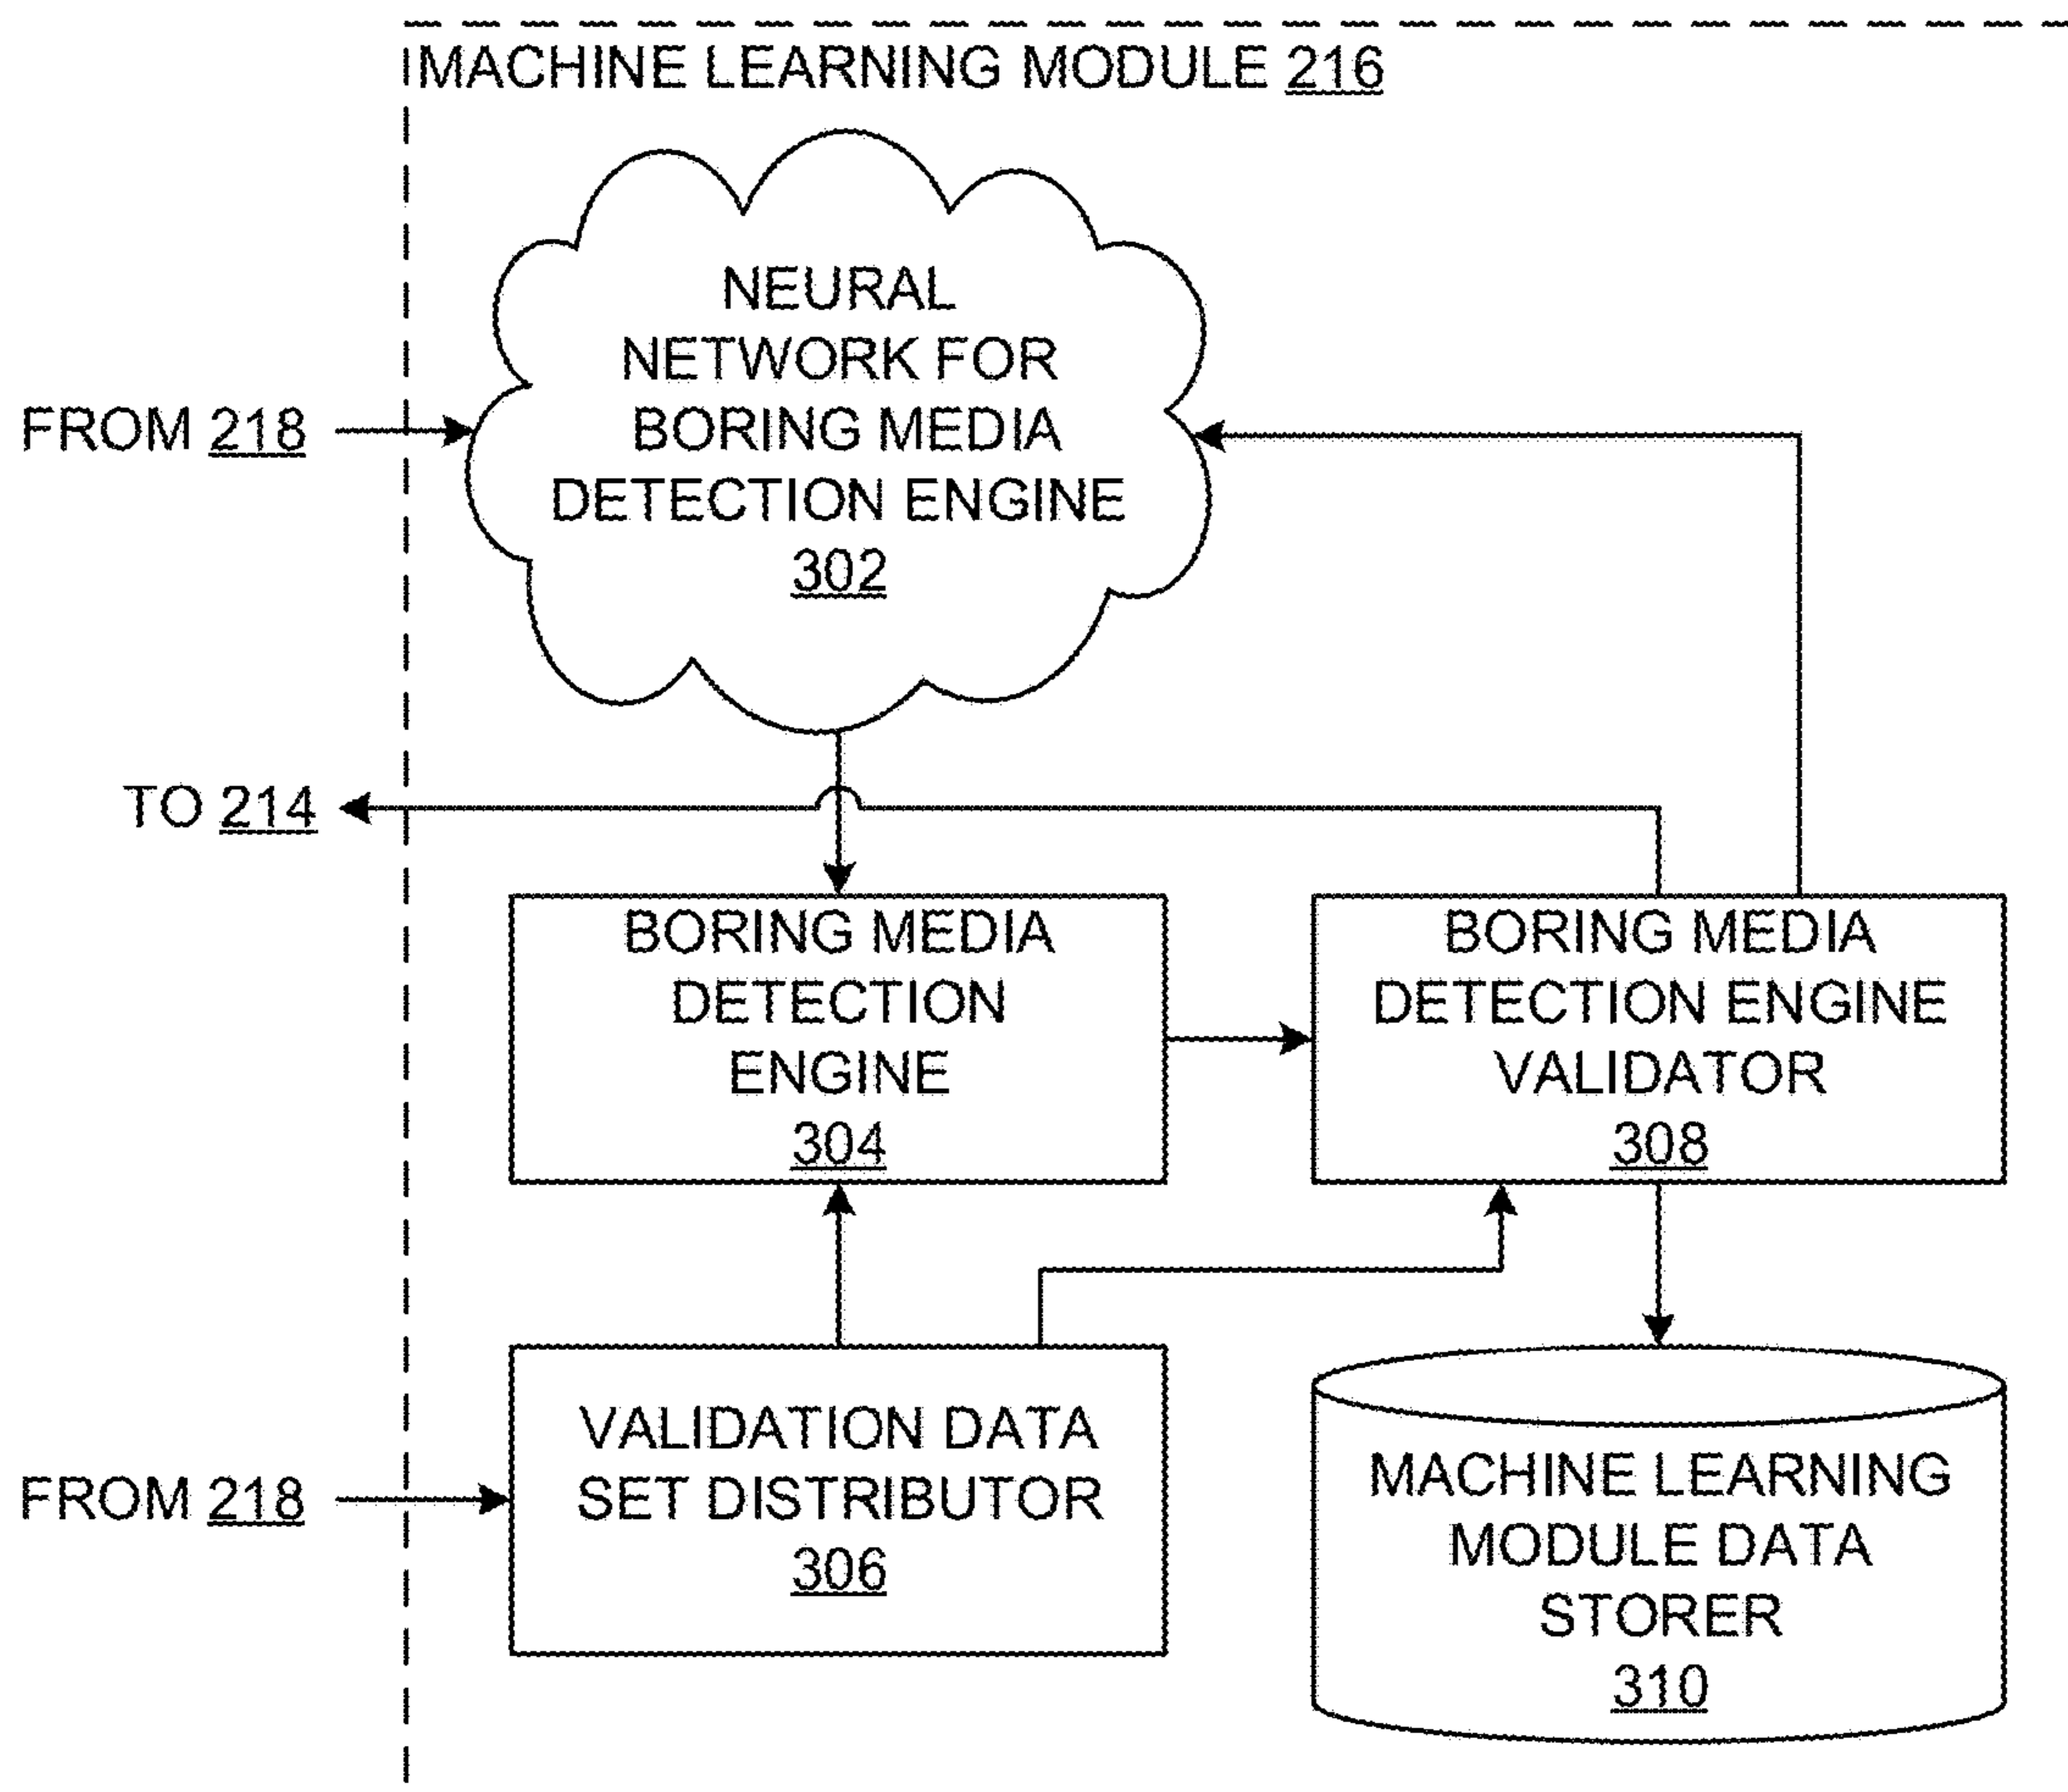 MACHINE LEARNING MODULE 216
NEURAL
NETWORK FOR
BORING MEDIA
DETECTION ENGINE
302
FROM 218
TO 214
BORING MEDIA
DETECTION
ENGINE
304
BORING MEDIA
DETECTION ENGINE
VALIDATOR
308
FROM 218
VALIDATION DATA
SET DISTRIBUTOR
306
MACHINE LEARNING
MODULE DATA
STORER
310